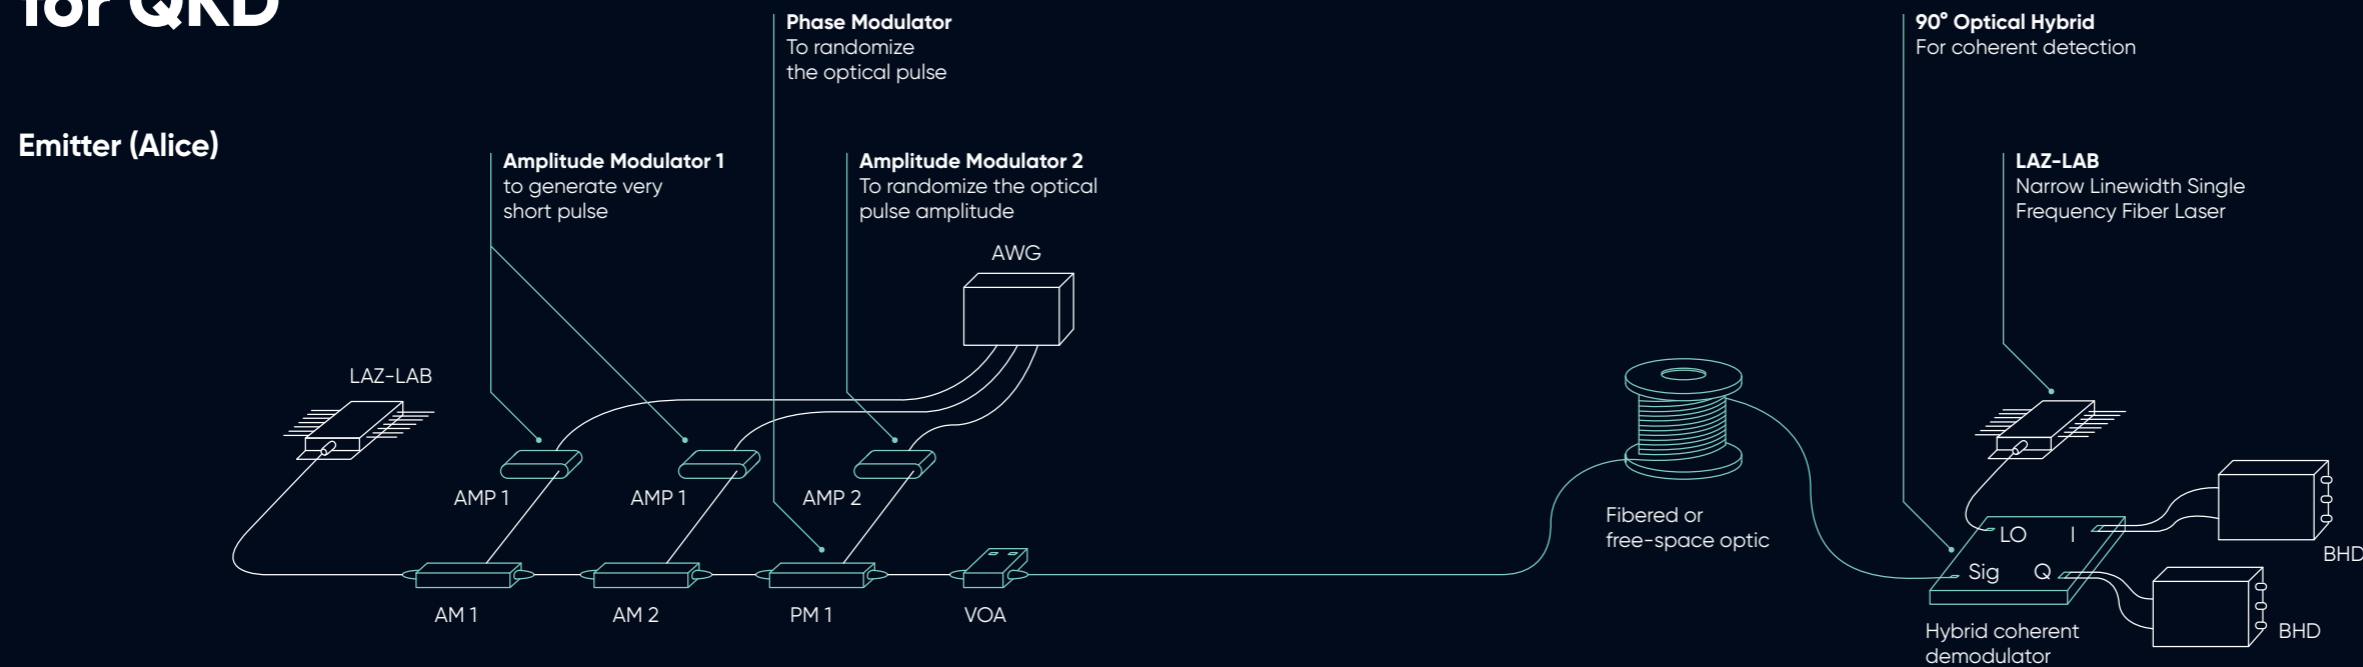 for QKD
Emitter (Alice)
Phase Modulator
To randomize
the optical pulse
90° Optical Hybrid
For coherent detection
Amplitude Modulator 1
to generate very
short pulse
Amplitude Modulator 2
To randomize the optical
pulse amplitude
LAZ-LAB
Narrow Linewidth Single
Frequency Fiber Laser
AWG
LAZ-LAB
AMP 1
AMP 1
AMP 2
Fibered or
free-space optic
LO
I
Sig
Q
BHD
AM 1
AM 2
PM 1
VOA
Hybrid coherent
demodulator
BHD